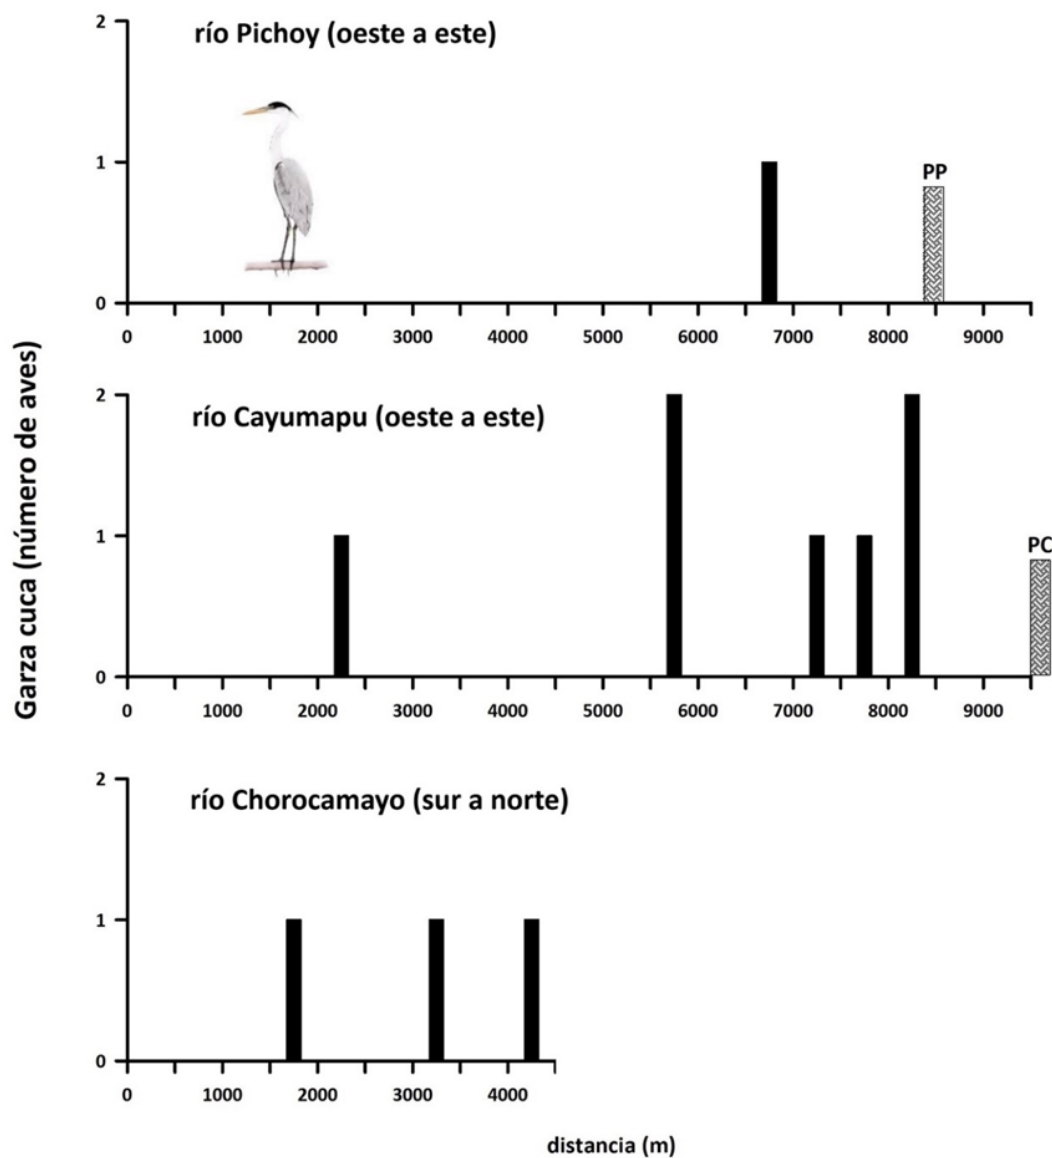 Garza cuca (número de aves)
río Pichoy (oeste a este)
2
1
0
PP
0 1000 2000 3000 4000 5000 6000 7000 8000 9000
río Cayumapu (oeste a este)
2
1
0
PC
0 1000 2000 3000 4000 5000 6000 7000 8000 9000
río Chorocamayo (sur a norte)
2
1
0
0 1000 2000 3000 4000
distancia (m)